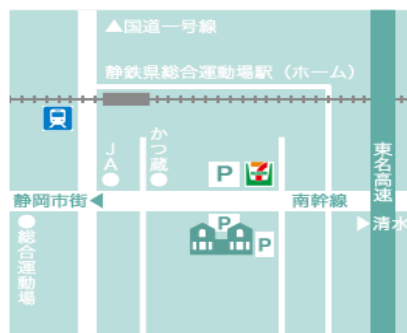 ▲国道一号線
静鉄県総合運動場駅（ホーム）
JA●
かつ蔵●
P
東名高速
静岡市街◀
南幹線
P
P
▶清水
●総合運動場